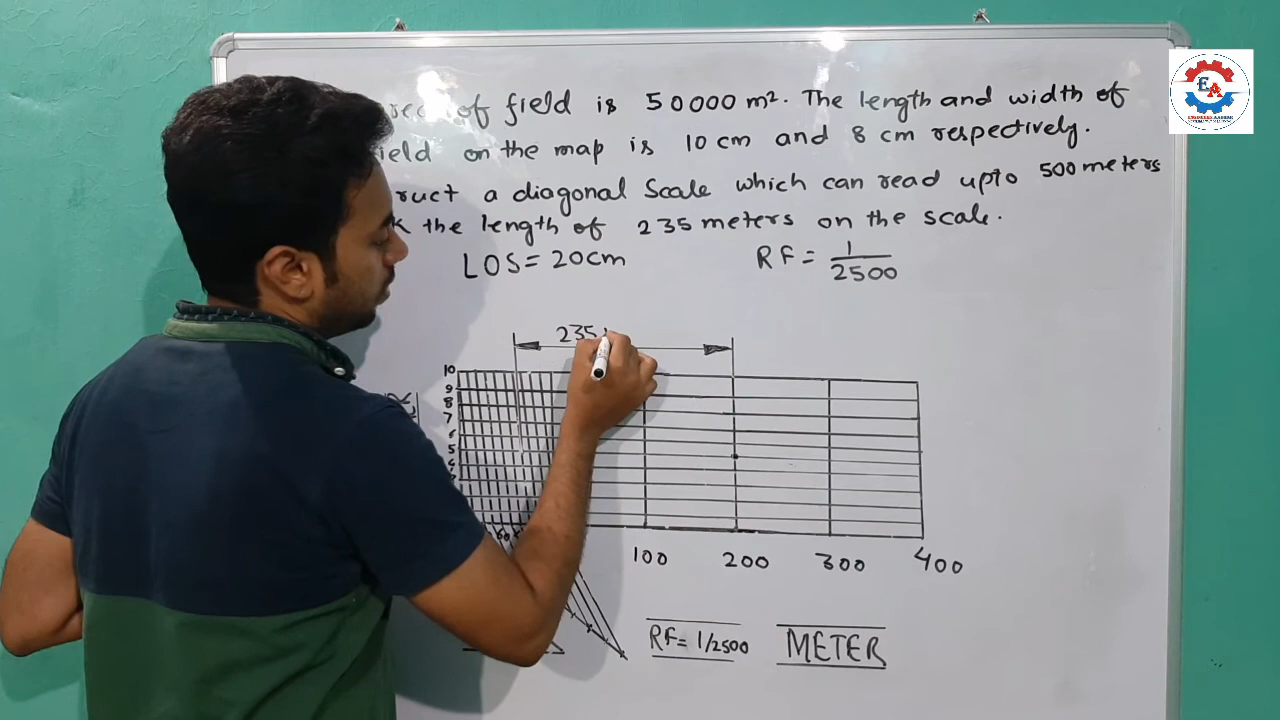 of field is 50000 m². The length and width of
on the map is 10 cm and 8 cm respectively.
a diagonal Scale which can read upto 500 meters
the length of 235 meters on the scale.
LOS = 20cm RF = 1/2500
235
10
9
8
7
6
5
100 200 300 400
RF = 1/2500 METER
EA